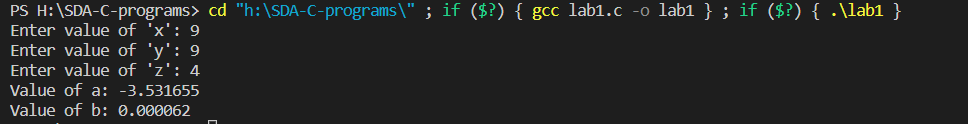 PS H:\SDA-C-programs> cd "h:\SDA-C-programs\" ; if ($?) { gcc lab1.c -o lab1 } ; if ($?) { .\lab1 }
Enter value of 'x': 9
Enter value of 'y': 9
Enter value of 'z': 4
Value of a: -3.531655
Value of b: 0.000062